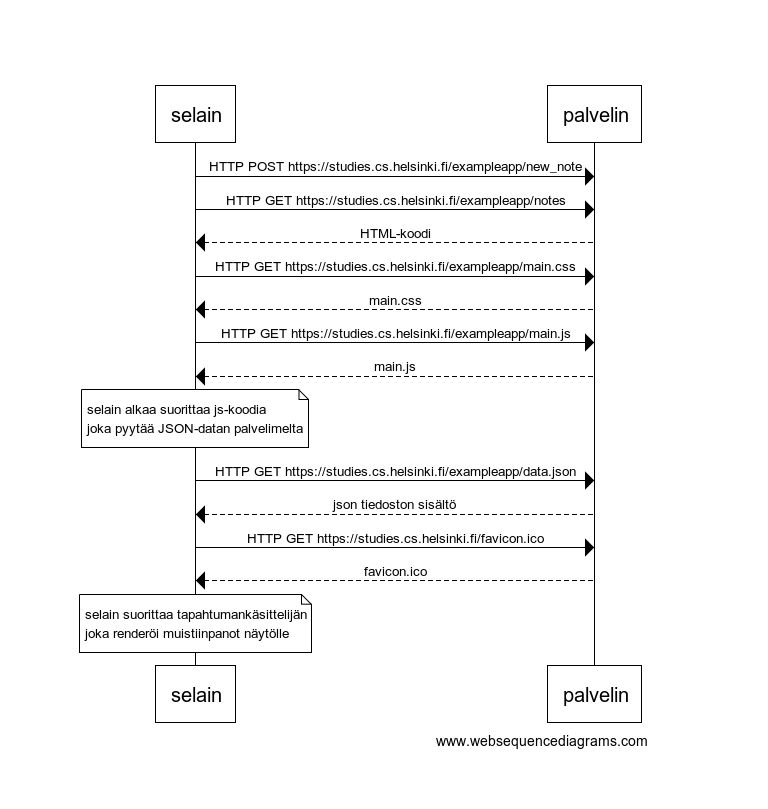 selain
palvelin
HTTP POST https://studies.cs.helsinki.fi/exampleapp/new_note
HTTP GET https://studies.cs.helsinki.fi/exampleapp/notes
HTML-koodi
HTTP GET https://studies.cs.helsinki.fi/exampleapp/main.css
main.css
HTTP GET https://studies.cs.helsinki.fi/exampleapp/main.js
main.js
selain alkaa suorittaa js-koodia
joka pyytää JSON-datan palvelimelta
HTTP GET https://studies.cs.helsinki.fi/exampleapp/data.json
json tiedoston sisältö
HTTP GET https://studies.cs.helsinki.fi/favicon.ico
favicon.ico
selain suorittaa tapahtumankäsittelijän
joka renderöi muistiinpanot näytölle
selain
palvelin
www.websequencediagrams.com